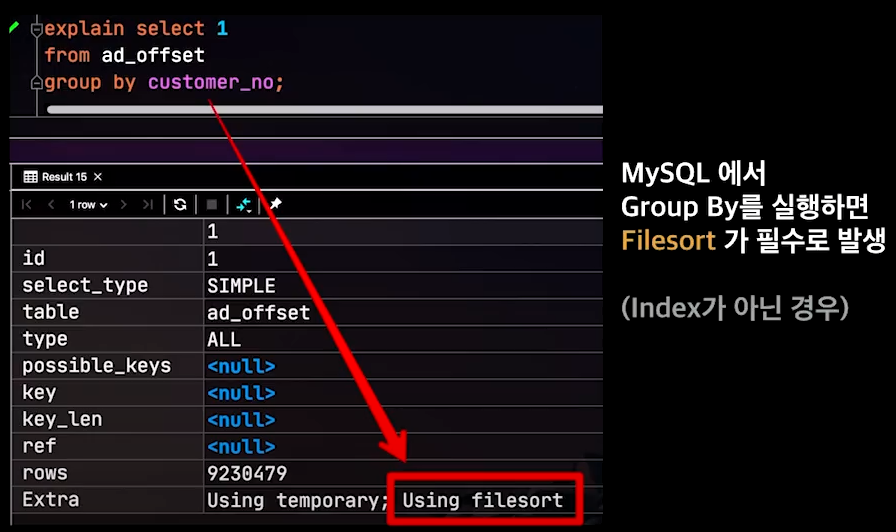 explain select 1
from ad_offset
group by customer_no;
Result 15
1 row
1
id 1
select_type SIMPLE
table ad_offset
type ALL
possible_keys <null>
key <null>
key_len <null>
ref <null>
rows 9230479
Extra Using temporary; Using filesort
MySQL 에서
Group By를 실행하면
Filesort 가 필수로 발생
(Index가 아닌 경우)